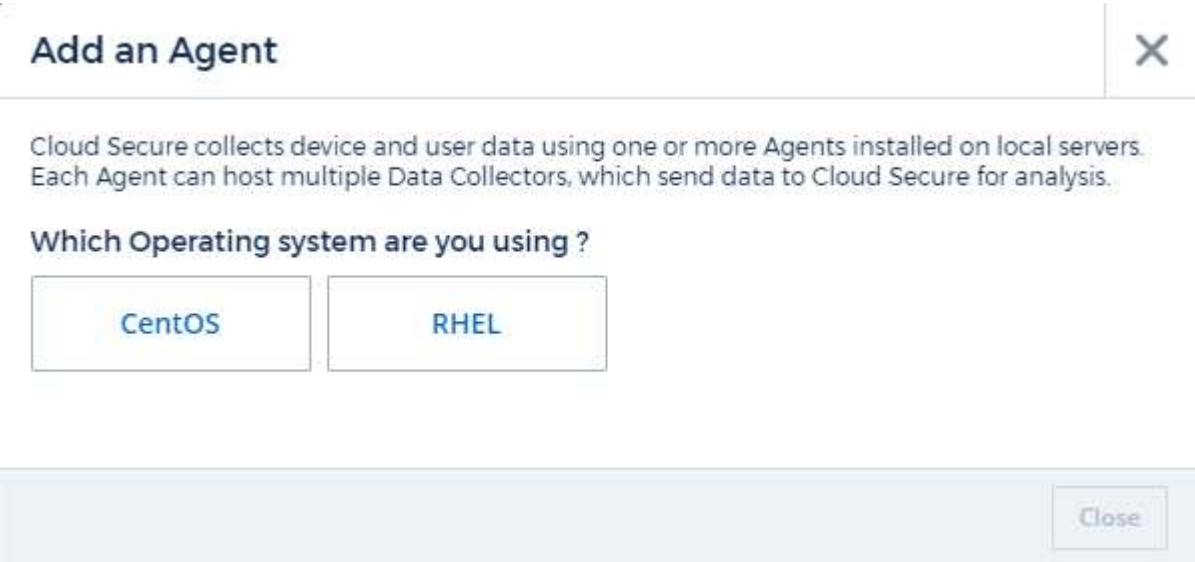 Add an Agent
Cloud Secure collects device and user data using one or more Agents installed on local servers.
Each Agent can host multiple Data Collectors, which send data to Cloud Secure for analysis.
Which Operating system are you using ?
CentOS
RHEL
Close